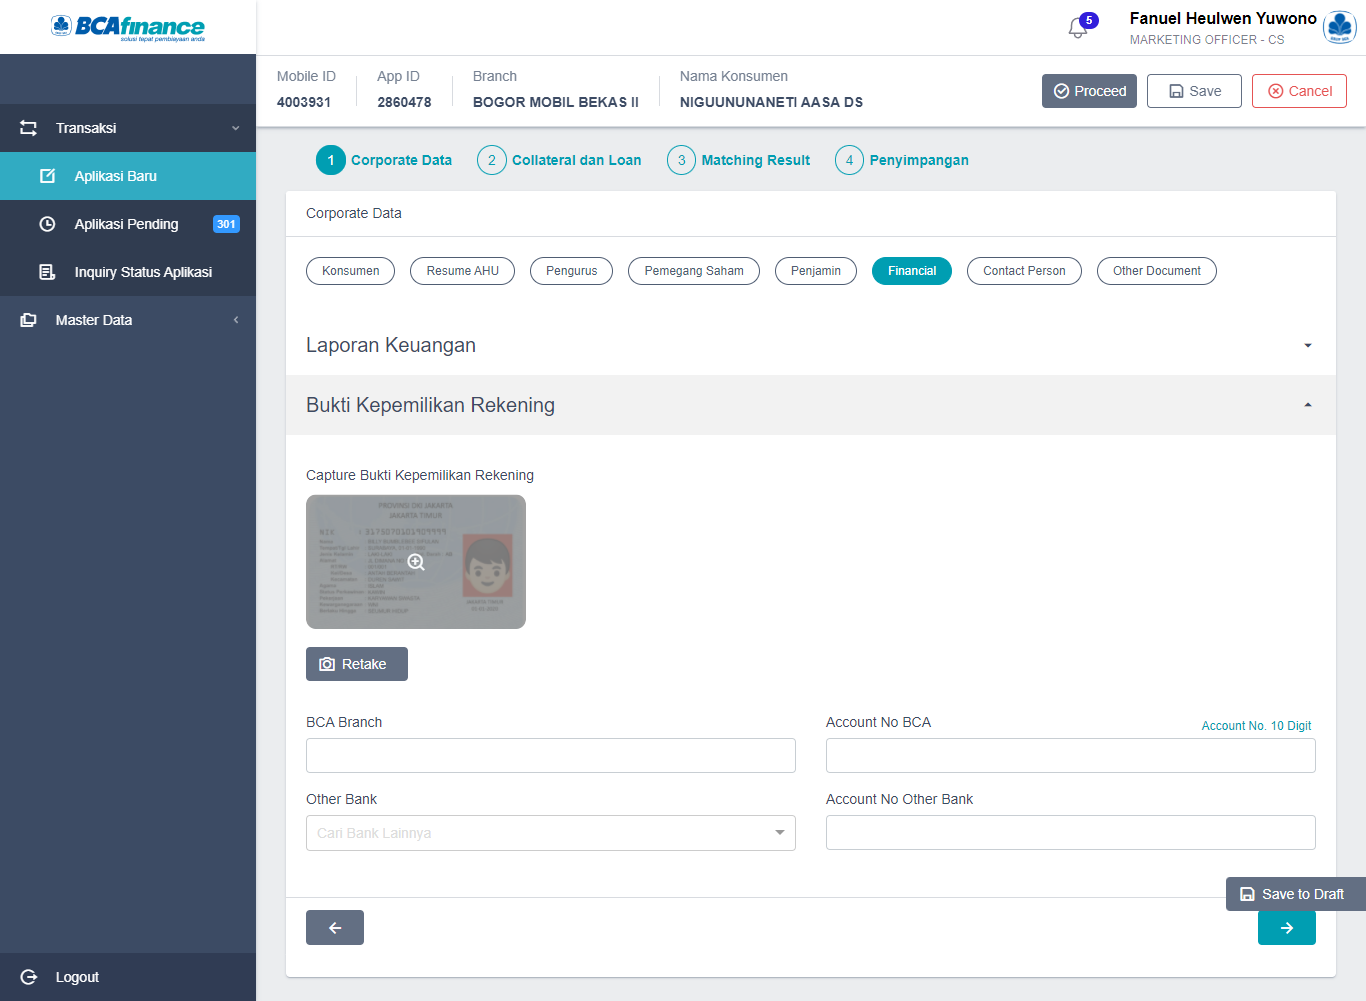 BCAfinance
solusi tepat pembiayaan anda
5
Fanuel Heulwen Yuwono
MARKETING OFFICER - CS
Mobile ID
4003931
App ID
2860478
Branch
BOGOR MOBIL BEKAS II
Nama Konsumen
NIGUUNUNANETI AASA DS
Proceed
Save
Cancel
Transaksi
Aplikasi Baru
Aplikasi Pending
301
Inquiry Status Aplikasi
Master Data
Logout
1 Corporate Data
2 Collateral dan Loan
3 Matching Result
4 Penyimpangan
Corporate Data
Konsumen
Resume AHU
Pengurus
Pemegang Saham
Penjamin
Financial
Contact Person
Other Document
Laporan Keuangan
Bukti Kepemilikan Rekening
Capture Bukti Kepemilikan Rekening
PROVINSI DKI JAKARTA
JAKARTA TIMUR
NIK
Retake
BCA Branch
Account No BCA
Account No. 10 Digit
Other Bank
Cari Bank Lainnya
Account No Other Bank
Save to Draft